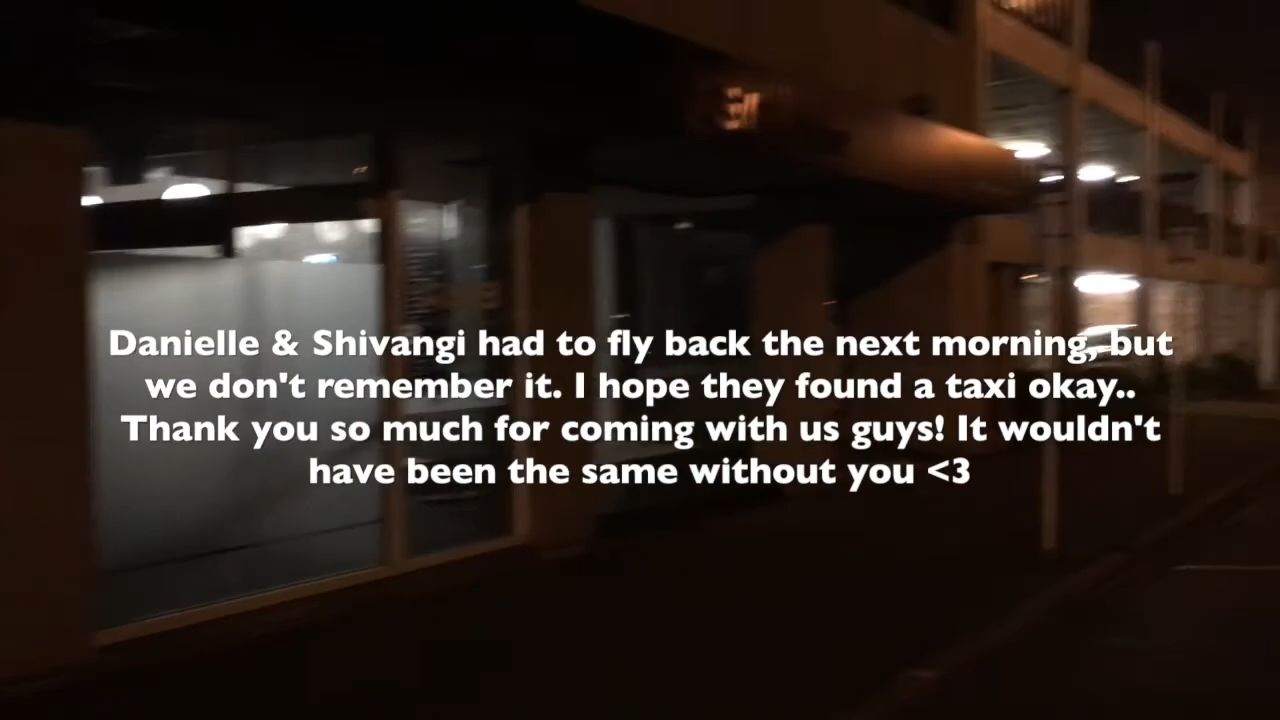 Danielle & Shivangi had to fly back the next morning, but
we don't remember it. I hope they found a taxi okay..
Thank you so much for coming with us guys! It wouldn't
have been the same without you <3